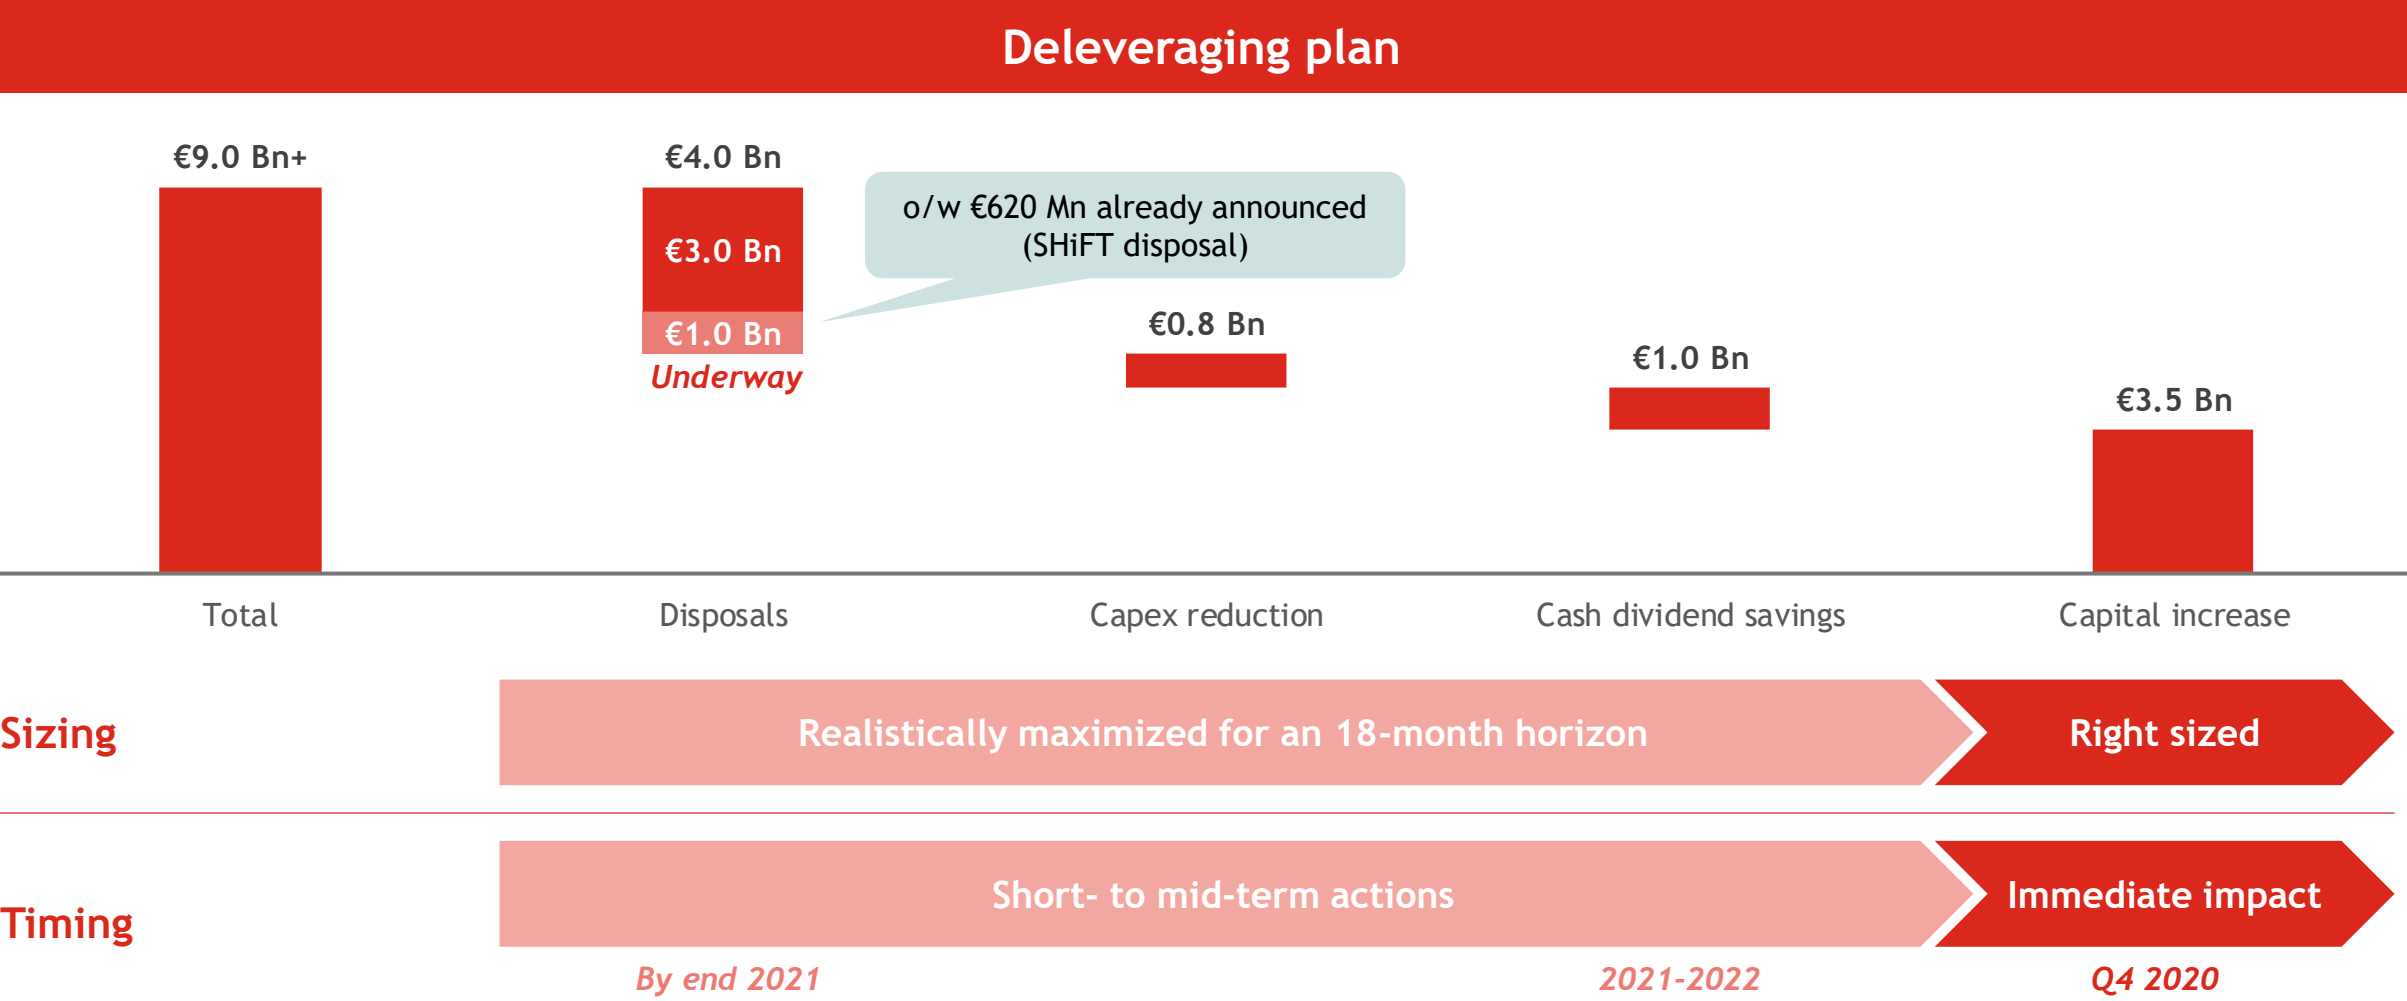 Deleveraging plan
€9.0 Bn+
€4.0 Bn
€3.0 Bn
€1.0 Bn
Underway
o/w €620 Mn already announced
(SHiFT disposal)
€0.8 Bn
€1.0 Bn
€3.5 Bn
Total
Disposals
Capex reduction
Cash dividend savings
Capital increase
Sizing
Realistically maximized for an 18-month horizon
Right sized
Timing
Short- to mid-term actions
Immediate impact
By end 2021
2021-2022
Q4 2020